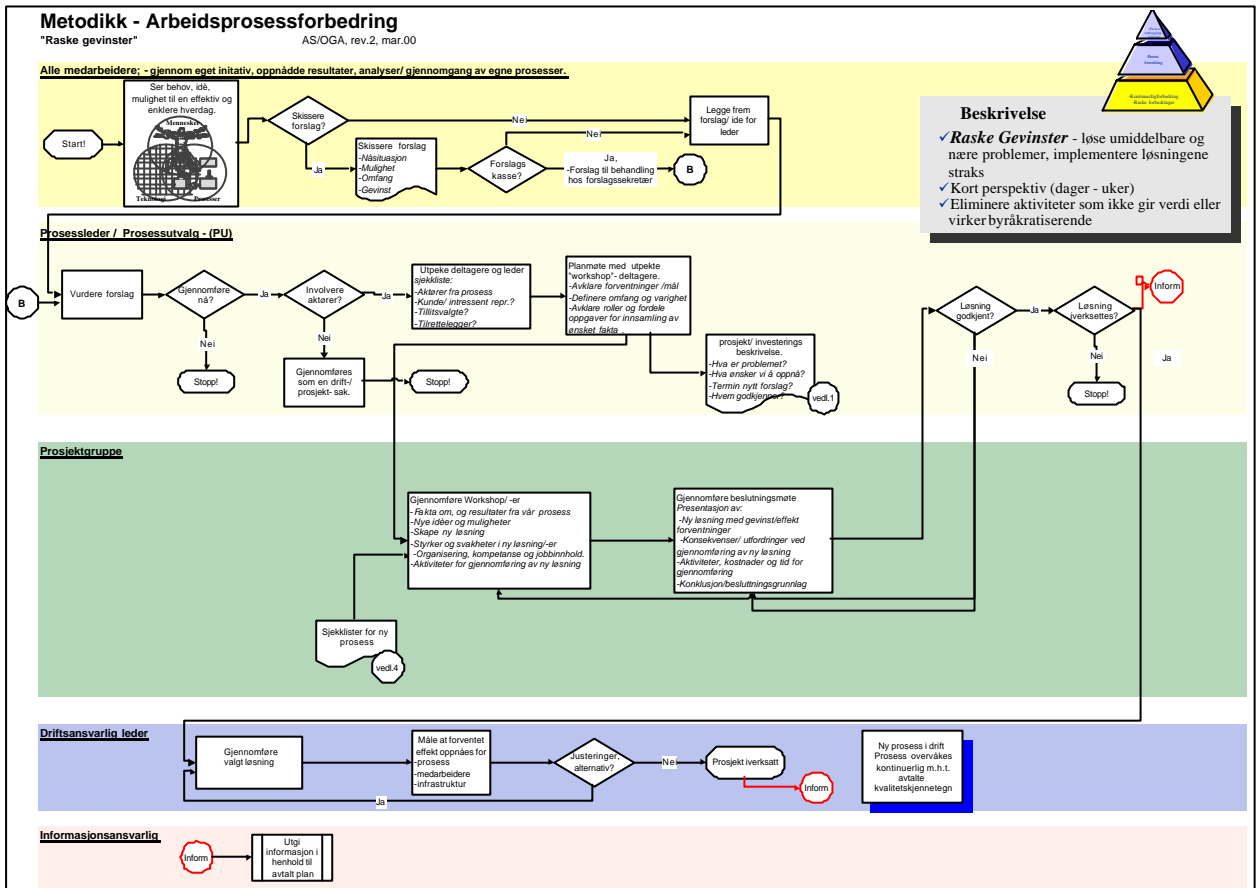 Metodikk - Arbeidsprosessforbedring
"Raske gevinster"
AS/OGA, rev.2, mar.00
Alle medarbeidere; - gjennom eget initativ, oppnådde resultater, analyser/ gjennomgang av egne prosesser.
Start!
Ser behov, idè,
mulighet til en effektiv og
enklere hverdag.
Mennesker
Teknologi
Prosesser
Skissere
forslag?
Nei
Ja
Skissere forslag
-Nåsituasjon
-Mulighet
-Omfang
-Gevinst
Forslags
kasse?
Nei
Ja,
-Forslag til behandling
hos forslagssekretær
B
Legge frem
forslag/ ide for
leder
-Kontinuerlig forbedring
-Raske forbedringer
Beskrivelse
✓Raske Gevinster - løse umiddelbare og
nære problemer, implementere løsningene
straks
✓Kort perspektiv (dager - uker)
✓Eliminere aktiviteter som ikke gir verdi eller
virker byråkratiserende
Prosessleder / Prosessutvalg - (PU)
B
Vurdere forslag
Gjennomføre
nå?
Ja
Nei
Stopp!
Involvere
aktører?
Ja
Nei
Gjennomføres
som en drift-/
prosjekt- sak.
Stopp!
Utpeke deltagere og leder
sjekkliste:
-Aktører fra prosess
-Kunde/ intressent repr.?
-Tillitsvalgte?
-Tilrettelegger?
Planmøte med utpekte
"workshop"- deltagere.
-Avklare forventninger /mål
-Definere omfang og varighet
-Avklare roller og fordele
oppgaver for innsamling av
ønsket fakta .
prosjekt/ investerings
beskrivelse.
-Hva er problemet?
-Hva ønsker vi å oppnå?
-Termin nytt forslag?
-Hvem godkjenner?
vedl.1
Løsning
godkjent?
Ja
Nei
Løsning
iverksettes?
Nei
Ja
Stopp!
Inform
Prosjektgruppe
Gjennomføre Workshop/ -er
- Fakta om, og resultater fra vår prosess
-Nye idéer og muligheter
-Skape ny løsning
-Styrker og svakheter i ny løsning/-er
-Organisering, kompetanse og jobbinnhold.
-Aktiviteter for gjennomføring av ny løsning
Gjennomføre beslutningsmøte
Presentasjon av:
-Ny løsning med gevinst/effekt
forventninger
-Konsekvenser/ utfordringer ved
gjennomføring av ny løsning
-Aktiviteter, kostnader og tid for
gjennomføring
-Konklusjon/besluttningsgrunnlag
Sjekklister for ny
prosess
vedl.4
Driftsansvarlig leder
Gjennomføre
valgt løsning
Måle at forventet
effekt oppnåes for
-prosess
-medarbeidere
-infrastruktur
Justeringer,
alternativ?
Nei
Ja
Prosjekt iverksatt
Inform
Ny prosess i drift
Prosess overvåkes
kontinuerlig m.h.t.
avtalte
kvalitetskjennetegn
Informasjonsansvarlig
Inform
Utgi
informasjon i
henhold til
avtalt plan